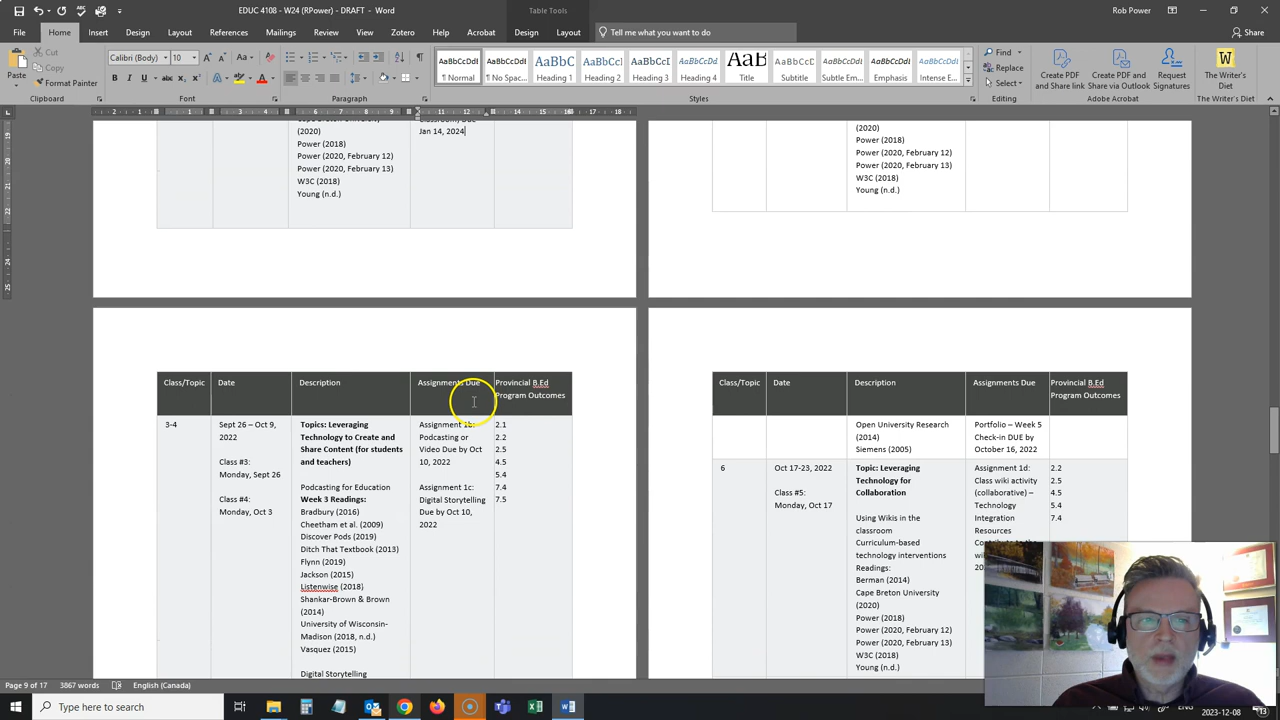 EDUC 4108 - W24 (RPower) - DRAFT - Word
Table Tools
Rob Power
File
Home
Insert
Draw
Design
Layout
References
Mailings
Review
View
Zotero
Help
Acrobat
Design
Layout
Tell me what you want to do
Share
Paste
Cut
Copy
Format Painter
Clipboard
Calibri (Body)
10
Font
Paragraph
AaBbCcDd
¶ Normal
AaBbCcDd
¶ No Spac...
AaBbC
Heading 1
AaBbCcD
Heading 2
AaBbCcD
Heading 3
AaBbCcDd
Heading 4
AaBb
Title
AaBbCcD
Subtitle
AaBbCcDd
Subtle Em...
AaBbCcDd
Emphasis
AaBbCcDd
Intense E...
Styles
Find
Replace
Select
Editing
Create PDF
and Share link
Create PDF and
Share via Outlook
Request
Signatures
Adobe Acrobat
The Writer's
Diet
The Writer's Diet
(2020)
Power (2018)
Power (2020, February 12)
Power (2020, February 13)
W3C (2018)
Young (n.d.)
Jan 14, 2024
(2020)
Power (2018)
Power (2020, February 12)
Power (2020, February 13)
W3C (2018)
Young (n.d.)
Class/Topic
Date
Description
Assignments Due
Provincial B.Ed
Program Outcomes
3-4
Sept 26 – Oct 9,
2022
Class #3:
Monday, Sept 26
Class #4:
Monday, Oct 3
Topics: Leveraging
Technology to Create and
Share Content (for students
and teachers)
Podcasting for Education
Week 3 Readings:
Bradbury (2016)
Cheetham et al. (2009)
Discover Pods (2019)
Ditch That Textbook (2013)
Flynn (2019)
Jackson (2015)
Listenwise (2018)
Shankar-Brown & Brown
(2014)
University of Wisconsin-
Madison (2018, n.d.)
Vasquez (2015)
Digital Storytelling
Assignment 1b:
Podcasting or
Video Due by Oct
10, 2022
Assignment 1c:
Digital Storytelling
Due by Oct 10,
2022
2.1
2.2
2.5
4.5
5.4
7.4
7.5
Class/Topic
Date
Description
Assignments Due
Provincial B.Ed
Program Outcomes
Open University Research
(2014)
Siemens (2005)
Portfolio – Week 5
Check-in DUE by
October 16, 2022
6
Oct 17-23, 2022
Class #5:
Monday, Oct 17
Topic: Leveraging
Technology for
Collaboration
Using Wikis in the
classroom
Curriculum-based
technology interventions
Readings:
Berman (2014)
Cape Breton University
(2020)
Power (2018)
Power (2020, February 12)
Power (2020, February 13)
W3C (2018)
Young (n.d.)
Assignment 1d:
Class wiki activity
(collaborative) –
Technology
Integration
Resources
2.2
2.5
4.5
5.4
7.4
Page 9 of 17
3867 words
English (Canada)
Type here to search
2023-12-08